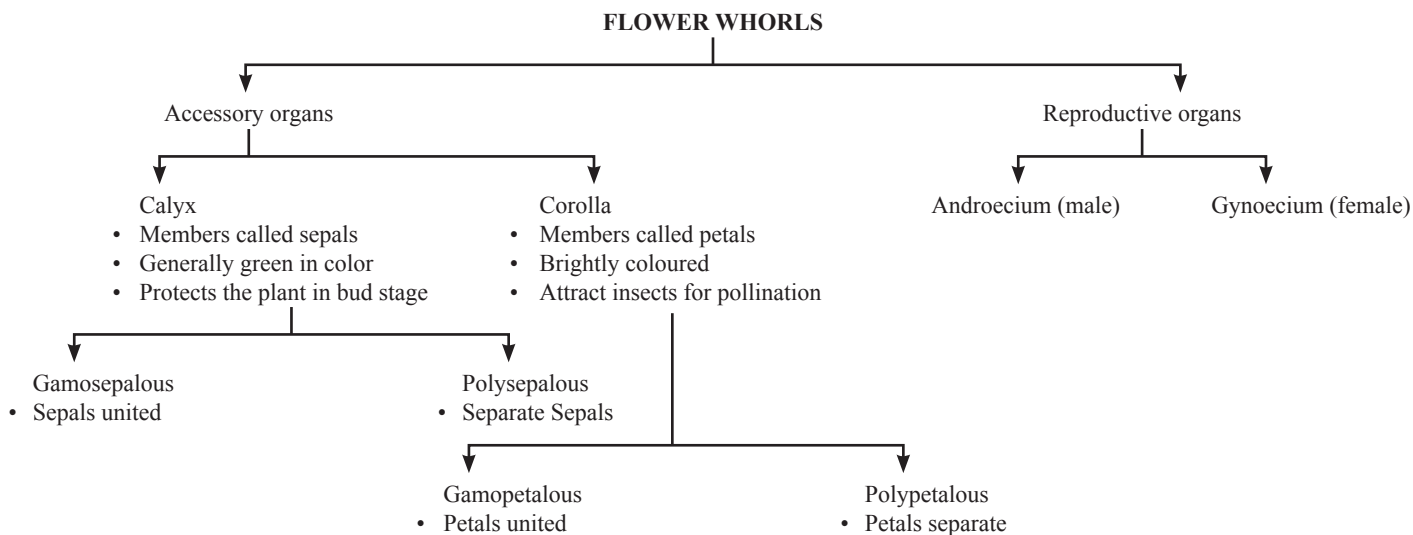 FLOWER WHORLS
Accessory organs
Reproductive organs
Calyx
• Members called sepals
• Generally green in color
• Protects the plant in bud stage
Corolla
• Members called petals
• Brightly coloured
• Attract insects for pollination
Androecium (male)
Gynoecium (female)
Gamosepalous
• Sepals united
Polysepalous
• Separate Sepals
Gamopetalous
• Petals united
Polypetalous
• Petals separate